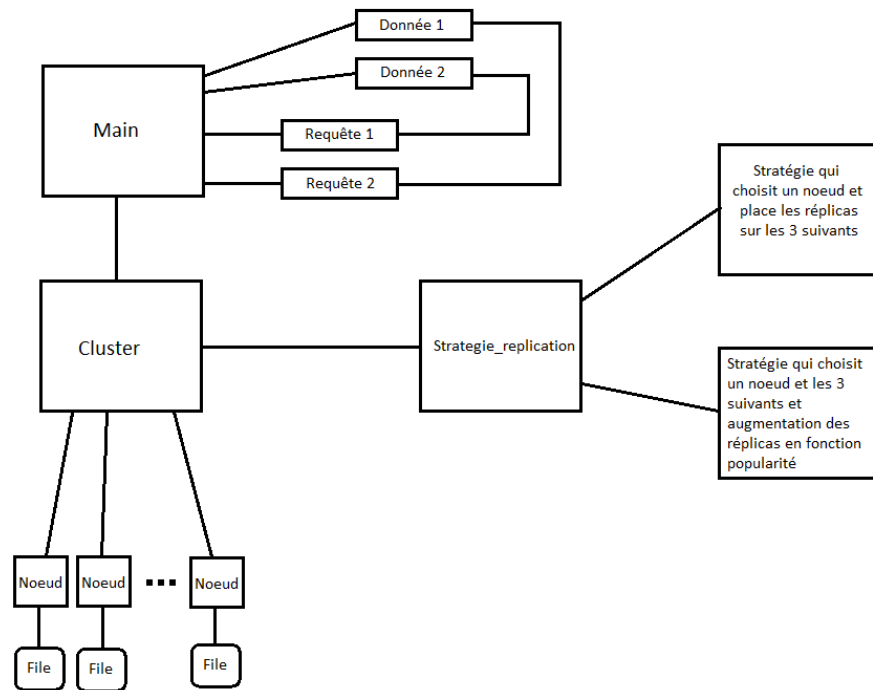 Donnée 1
Donnée 2
Main
Requête 1
Requête 2
Stratégie qui
choisit un noeud et
place les réplicas
sur les 3 suivants
Cluster
Strategie_replication
Stratégie qui choisit
un noeud et les 3
suivants et
augmentation des
réplicas en fonction
popularité
Noeud
Noeud
Noeud
File
File
File